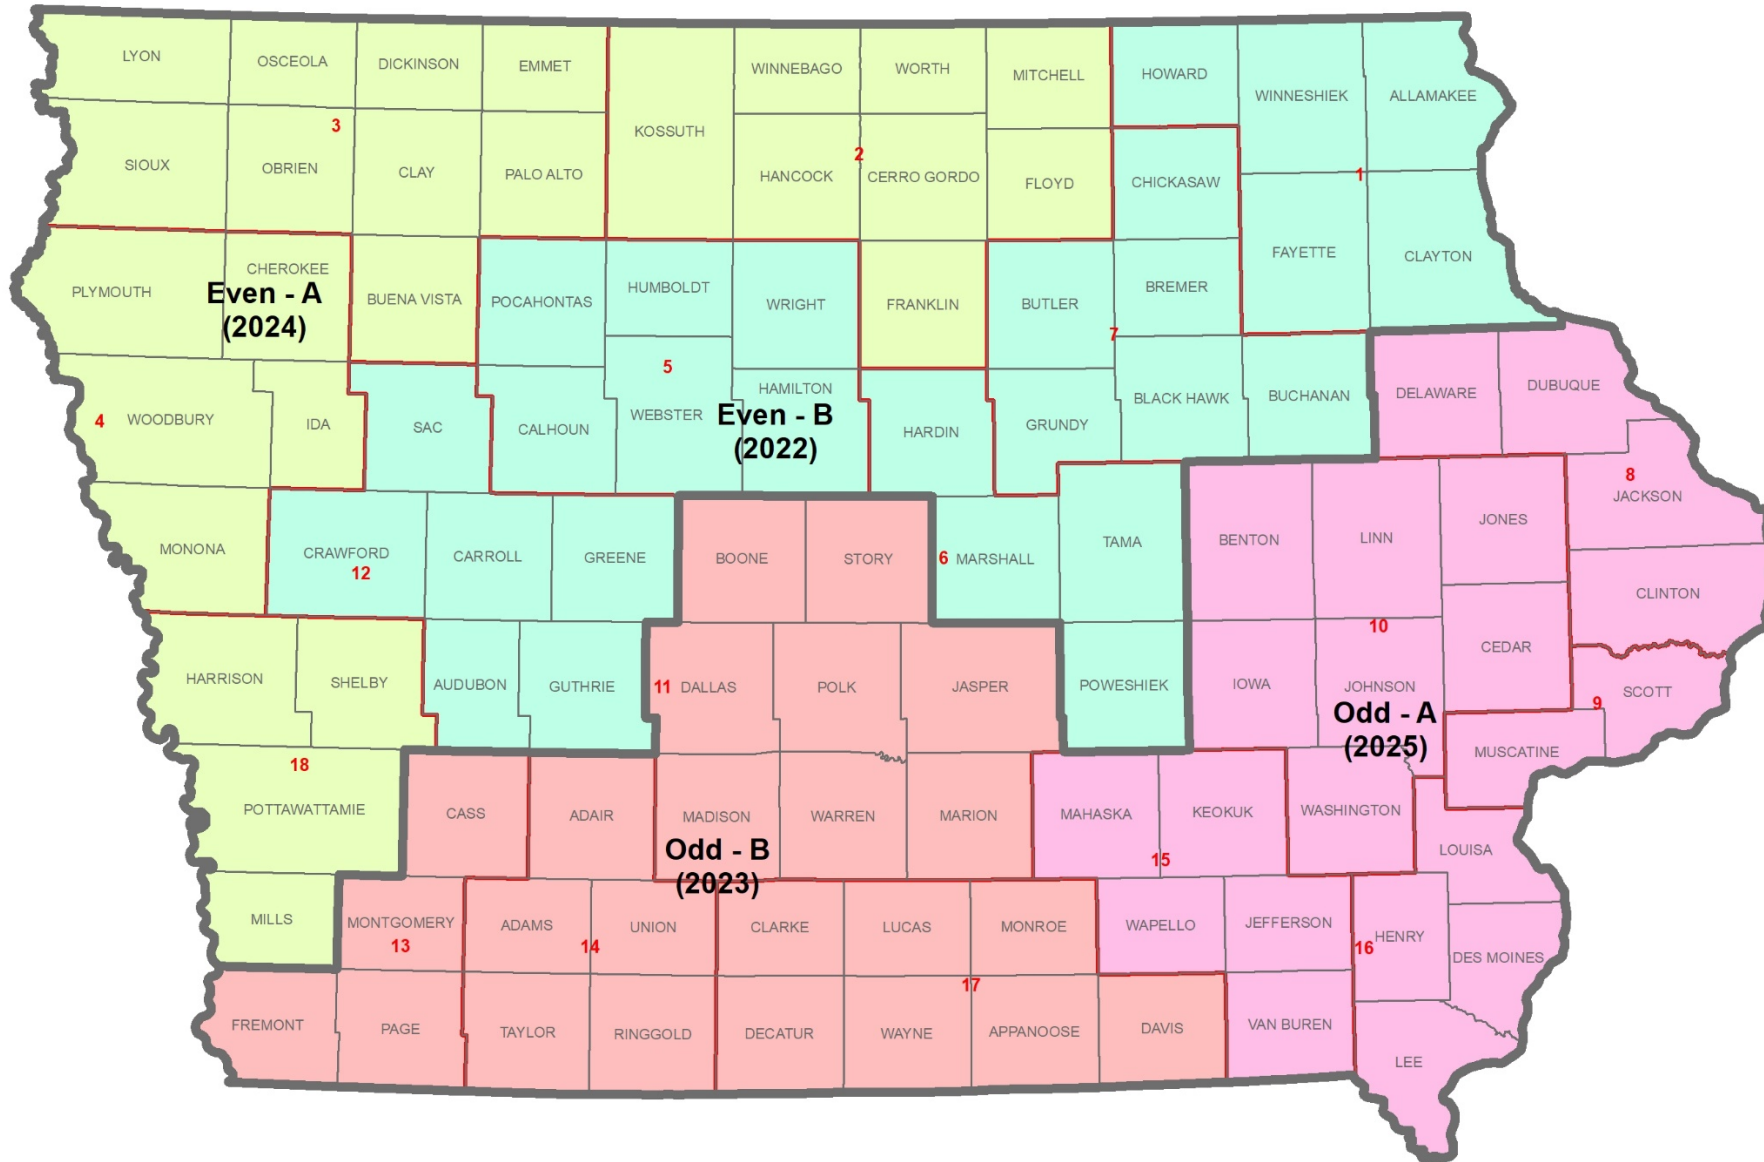 LYON
OSCEOLA
DICKINSON
EMMET
WINNEBAGO
WORTH
MITCHELL
HOWARD
WINNESHIEK
ALLAMAKEE
3
KOSSUTH
2
SIOUX
OBRIEN
CLAY
PALO ALTO
HANCOCK
CERRO GORDO
FLOYD
CHICKASAW
1
PLYMOUTH
CHEROKEE
Even - A
(2024)
BUENA VISTA
POCAHONTAS
HUMBOLDT
WRIGHT
FRANKLIN
BUTLER
BREMER
FAYETTE
CLAYTON
7
5
4
WOODBURY
IDA
SAC
CALHOUN
WEBSTER
HAMILTON
Even - B
(2022)
HARDIN
GRUNDY
BLACK HAWK
BUCHANAN
DELAWARE
DUBUQUE
8
JACKSON
MONONA
CRAWFORD
12
CARROLL
GREENE
BOONE
STORY
6
MARSHALL
TAMA
BENTON
LINN
JONES
CLINTON
10
HARRISON
SHELBY
AUDUBON
GUTHRIE
11
DALLAS
POLK
JASPER
POWESHIEK
IOWA
JOHNSON
CEDAR
SCOTT
9
Odd - A
(2025)
MUSCATINE
18
POTTAWATTAMIE
CASS
ADAIR
MADISON
WARREN
MARION
MAHASKA
KEOKUK
WASHINGTON
LOUISA
Odd - B
(2023)
15
MILLS
MONTGOMERY
13
ADAMS
14
UNION
CLARKE
LUCAS
MONROE
WAPELLO
JEFFERSON
16
HENRY
DES MOINES
17
FREMONT
PAGE
TAYLOR
RINGGOLD
DECATUR
WAYNE
APPANOOSE
DAVIS
VAN BUREN
LEE